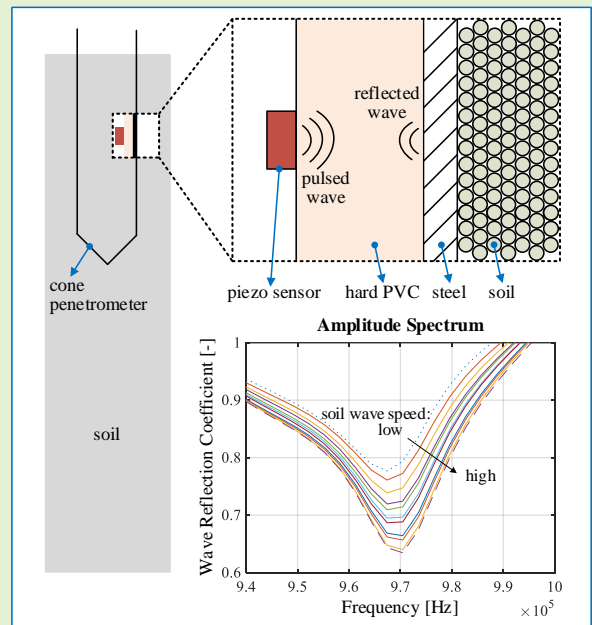 reflected
wave
pulsed
wave
cone
penetrometer
piezo sensor
hard PVC
steel
soil
soil
Amplitude Spectrum
Wave Reflection Coefficient [-]
1
0.9
0.8
0.7
0.6
soil wave speed:
low
high
9.4
9.5
9.6
9.7
9.8
9.9
10
Frequency [Hz]
× 10⁵